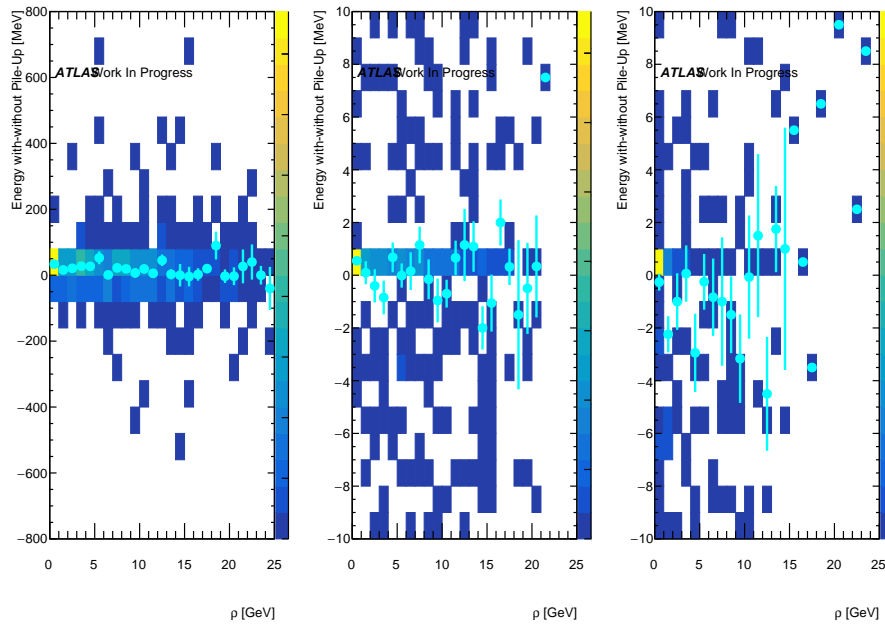 Energy with-without Pile-Up [MeV]
800
600
400
200
0
−200
−400
−600
−800
ATLAS Work In Progress
0 5 10 15 20 25
ρ [GeV]
Energy with-without Pile-Up [MeV]
10
8
6
4
2
0
−2
−4
−6
−8
−10
ATLAS Work In Progress
0 5 10 15 20 25
ρ [GeV]
Energy with-without Pile-Up [MeV]
10
8
6
4
2
0
−2
−4
−6
−8
−10
ATLAS Work In Progress
0 5 10 15 20 25
ρ [GeV]